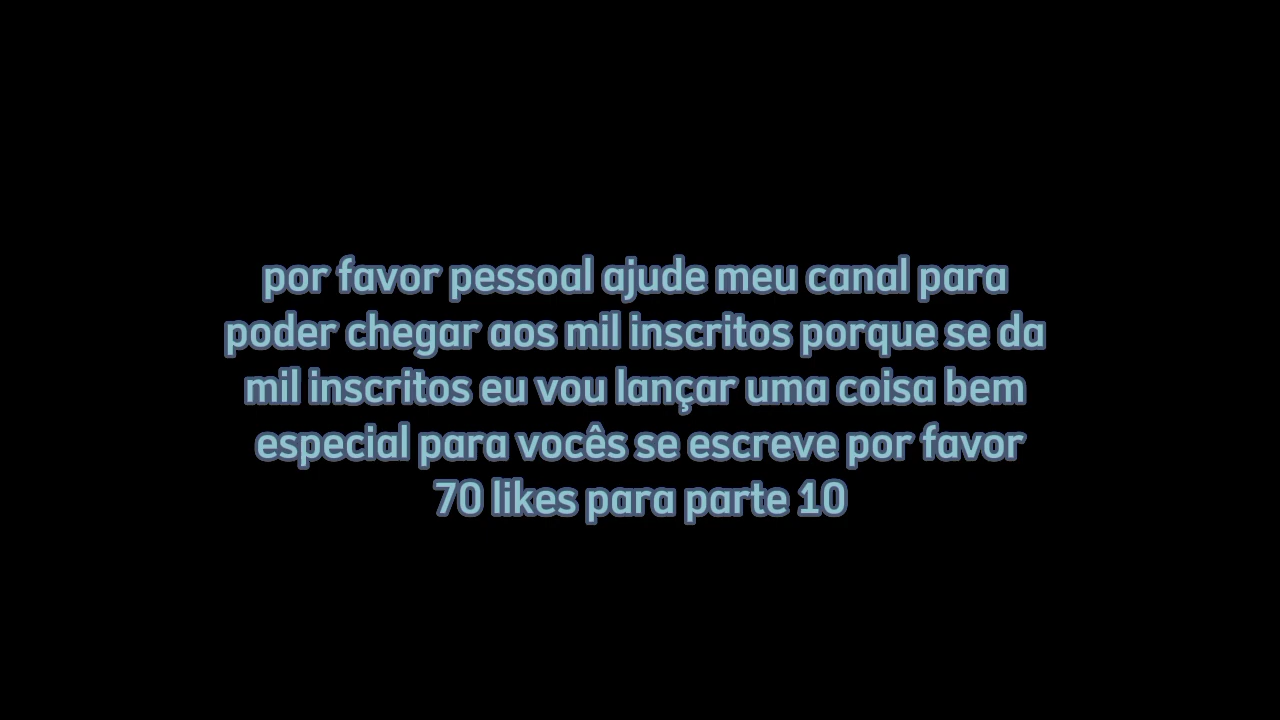 por favor pessoal ajude meu canal para
poder chegar aos mil inscritos porque se da
mil inscritos eu vou lançar uma coisa bem
especial para vocês se escreve por favor
70 likes para parte 10